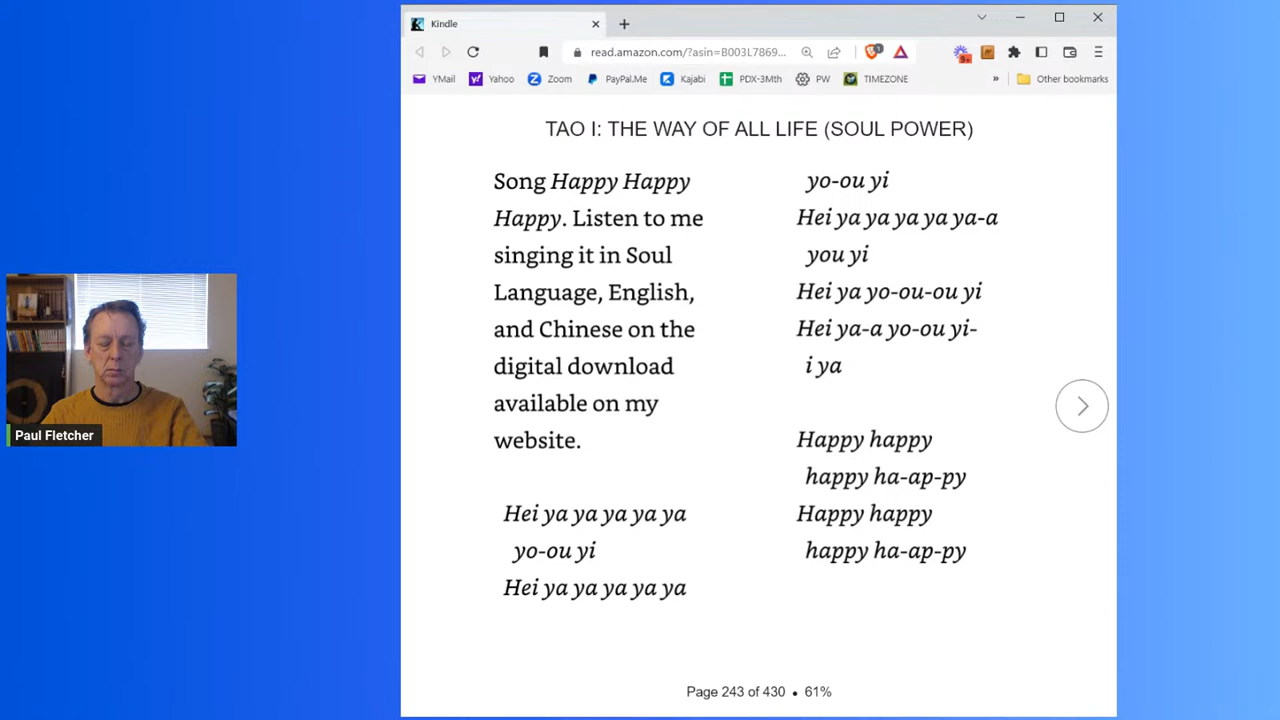 Kindle
read.amazon.com/?asin=B003L7869...
1
9+
YMail
Yahoo
Zoom
PayPal.Me
Kajabi
PDX-3Mth
PW
TIMEZONE
»
Other bookmarks
TAO I: THE WAY OF ALL LIFE (SOUL POWER)
Song Happy Happy
Happy. Listen to me
singing it in Soul
Language, English,
and Chinese on the
digital download
available on my
website.
Hei ya ya ya ya ya
yo-ou yi
Hei ya ya ya ya ya
yo-ou yi
Hei ya ya ya ya ya-a
you yi
Hei ya yo-ou-ou yi
Hei ya-a yo-ou yi-
i ya
Happy happy
happy ha-ap-py
Happy happy
happy ha-ap-py
Page 243 of 430 • 61%
Paul Fletcher